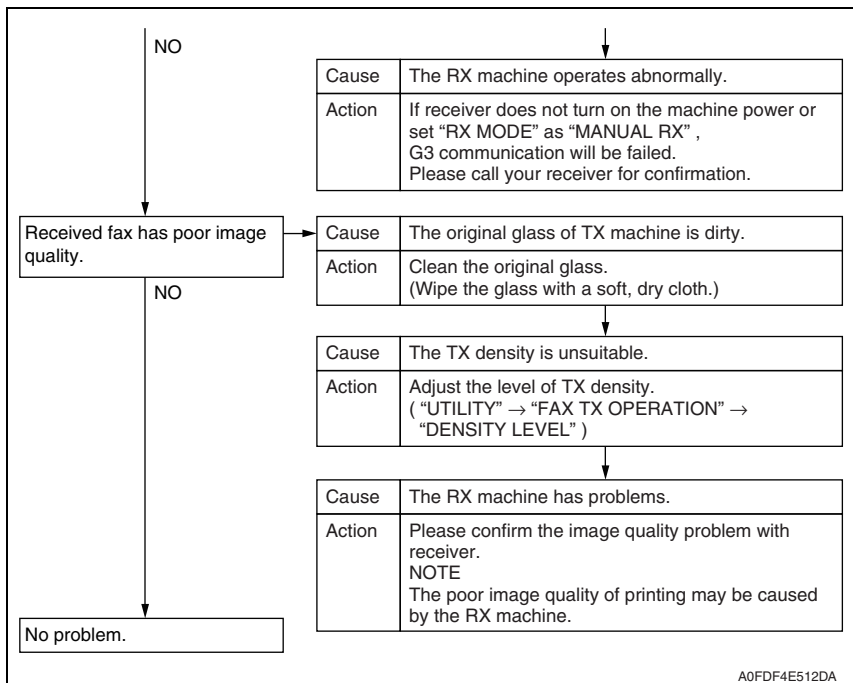 NO
Cause The RX machine operates abnormally.
Action If receiver does not turn on the machine power or
set “RX MODE” as “MANUAL RX” ,
G3 communication will be failed.
Please call your receiver for confirmation.
Received fax has poor image
quality.
Cause The original glass of TX machine is dirty.
Action Clean the original glass.
(Wipe the glass with a soft, dry cloth.)
NO
Cause The TX density is unsuitable.
Action Adjust the level of TX density.
( “UTILITY” → “FAX TX OPERATION” →
“DENSITY LEVEL” )
Cause The RX machine has problems.
Action Please confirm the image quality problem with
receiver.
NOTE
The poor image quality of printing may be caused
by the RX machine.
No problem.
A0FDF4E512DA